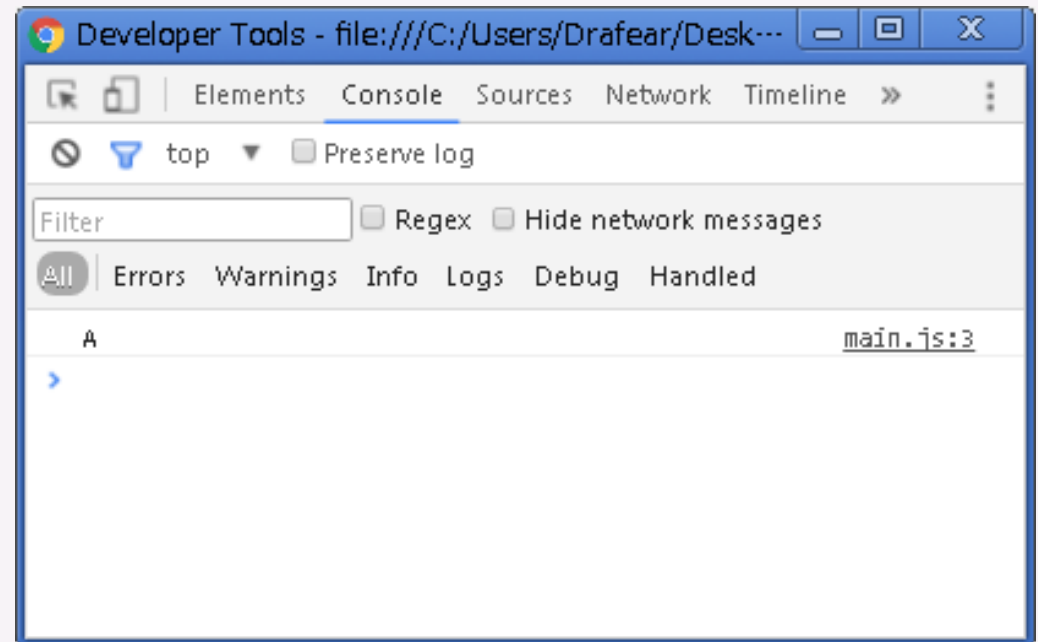 Developer Tools - file:///C:/Users/Drafear/Desk···
Elements Console Sources Network Timeline »
top ▼ Preserve log
Filter Regex Hide network messages
All Errors Warnings Info Logs Debug Handled
A main.js:3
>